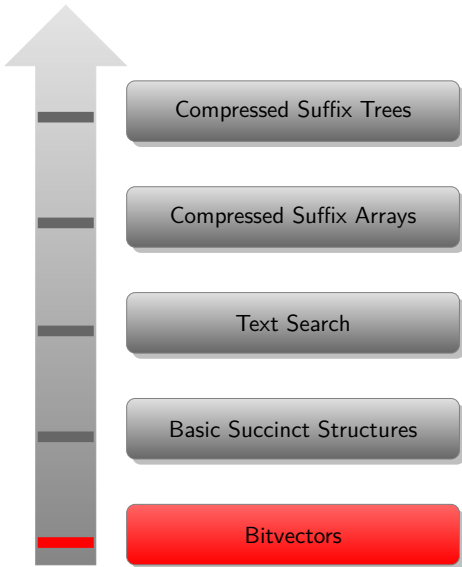 Compressed Suffix Trees
Compressed Suffix Arrays
Text Search
Basic Succinct Structures
Bitvectors